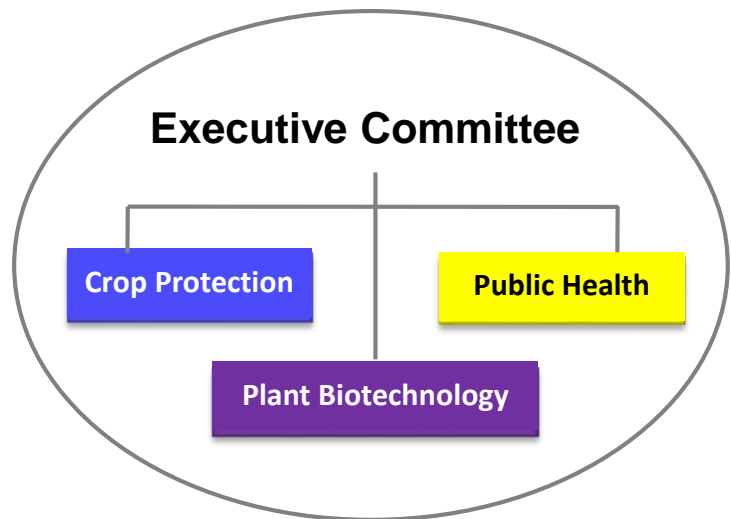 Executive Committee
Crop Protection
Public Health
Plant Biotechnology